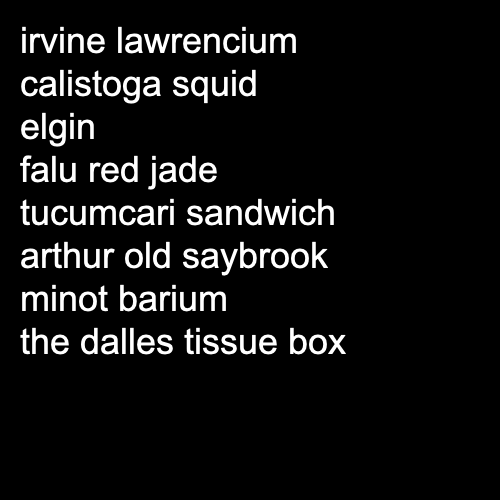 irvine lawrencium
calistoga squid
elgin
falu red jade
tucumcari sandwich
arthur old saybrook
minot barium
the dalles tissue box